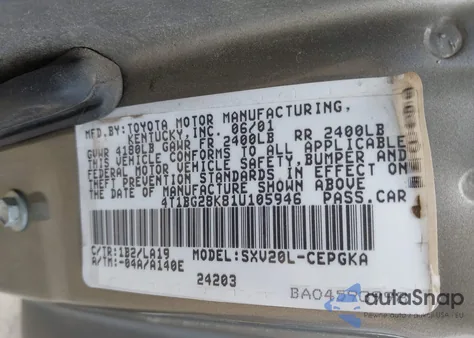 MFD.BY:TOYOTA MOTOR MANUFACTURING,
KENTUCKY,INC. 06/01
GVWR 4180LB GAWR FR 2400LB RR 2400LB
THIS VEHICLE CONFORMS TO ALL APPLICABLE
FEDERAL MOTOR VEHICLE SAFETY,BUMPER AND
THEFT PREVENTION STANDARDS IN EFFECT ON
THE DATE OF MANUFACTURE SHOWN ABOVE.
4T1BG28K81U105946 PASS.CAR
C/TR:1B2/LA19 MODEL:SXV20L-CEPGKA
A/TM:-04A/A140E
24203
autoSnap